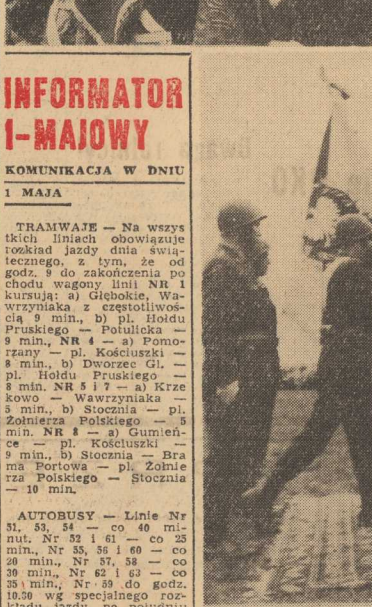 INFORMATOR
1-MAJOWY
KOMUNIKACJA W DNIU
1 MAJA
TRAMWAJE — Na wszys
tkich liniach obowiązuje
rozkład jazdy dnia świą-
tecznego, z tym, że od
godz. 9 do zakończenia po
chodu wagony linii NR 1
kursują: a) Głębokie, Wa-
wrzyniaka z częstotliwoś-
cią 9 min., b) pl. Hołdu
Pruskiego — Potulicka —
9 min., NR 4 — a) Pomo-
rzany — pl. Kościuszki —
8 min., b) Dworzec Gł. —
pl. Hołdu Pruskiego —
8 min. NR 5 i 7 — a) Krze
kowo — Wawrzyniaka —
5 min., b) Stocznia — pl.
Żołnierza Polskiego — 5
min. NR 8 — a) Gumień-
ce — pl. Kościuszki —
9 min., b) Stocznia — Bra
ma Portowa — pl. Żołnie
rza Polskiego — Stocznia
— 10 min.
AUTOBUSY — Linie Nr
51, 53, 54 — co 40 mi-
nut. Nr 52 i 61 — co 25
min., Nr 55, 56 i 60 — co
20 min., Nr 57, 58 — co
30 min., Nr 62 i 63 — co
35 min., Nr 59 do godz.
10.30 wg specjalnego roz-
kładu jazdy, po południu